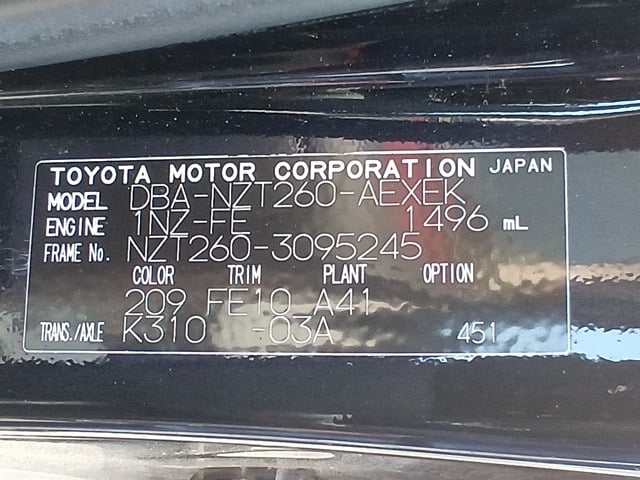 TOYOTA MOTOR CORPORATION JAPAN
MODEL DBA-NZT260-AEXEK
ENGINE 1NZ-FE 1496 mL
FRAME No. NZT260-3095245
COLOR TRIM PLANT OPTION
209 FE10 A41
TRANS./AXLE K310 -03A 451